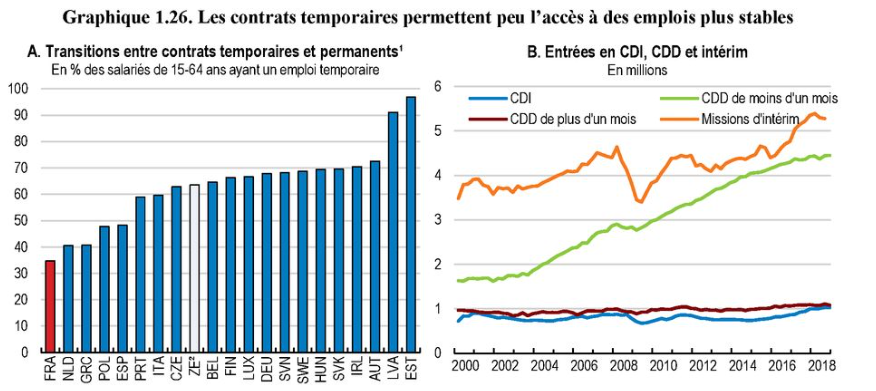 Graphique 1.26. Les contrats temporaires permettent peu l'accès à des emplois plus stables
A. Transitions entre contrats temporaires et permanents¹
En % des salariés de 15-64 ans ayant un emploi temporaire
100
90
80
70
60
50
40
30
20
10
0
FRA NLD GRC POL ESP PRT ITA CZE ZE² BEL FIN LUX DEU SVN SWE HUN SVK IRL AUT LVA EST
B. Entrées en CDI, CDD et intérim
En millions
CDI CDD de moins d'un mois
CDD de plus d'un mois Missions d'intérim
6
5
4
3
2
1
0
2000 2002 2004 2006 2008 2010 2012 2014 2016 2018